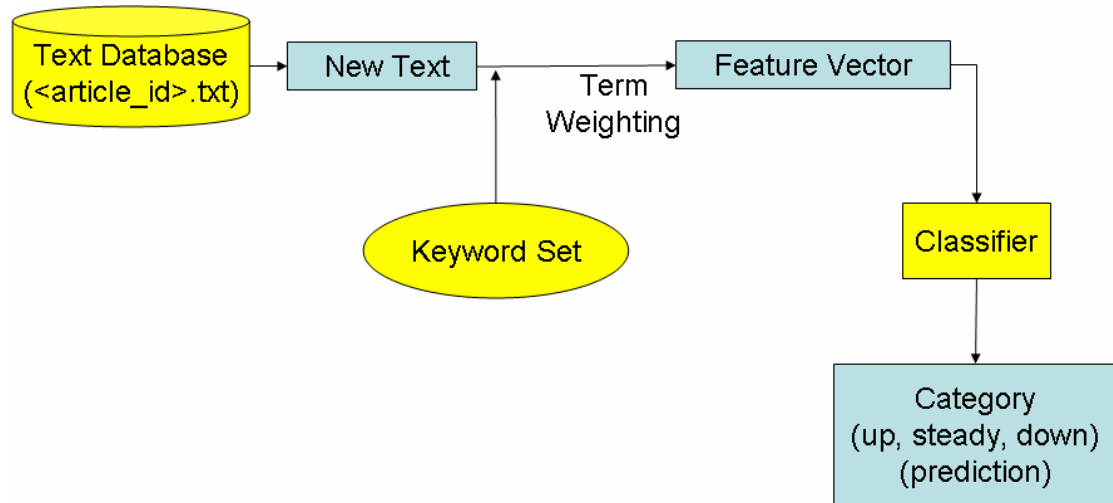 Text Database
(<article_id>.txt)
New Text
Term
Weighting
Feature Vector
Keyword Set
Classifier
Category
(up, steady, down)
(prediction)